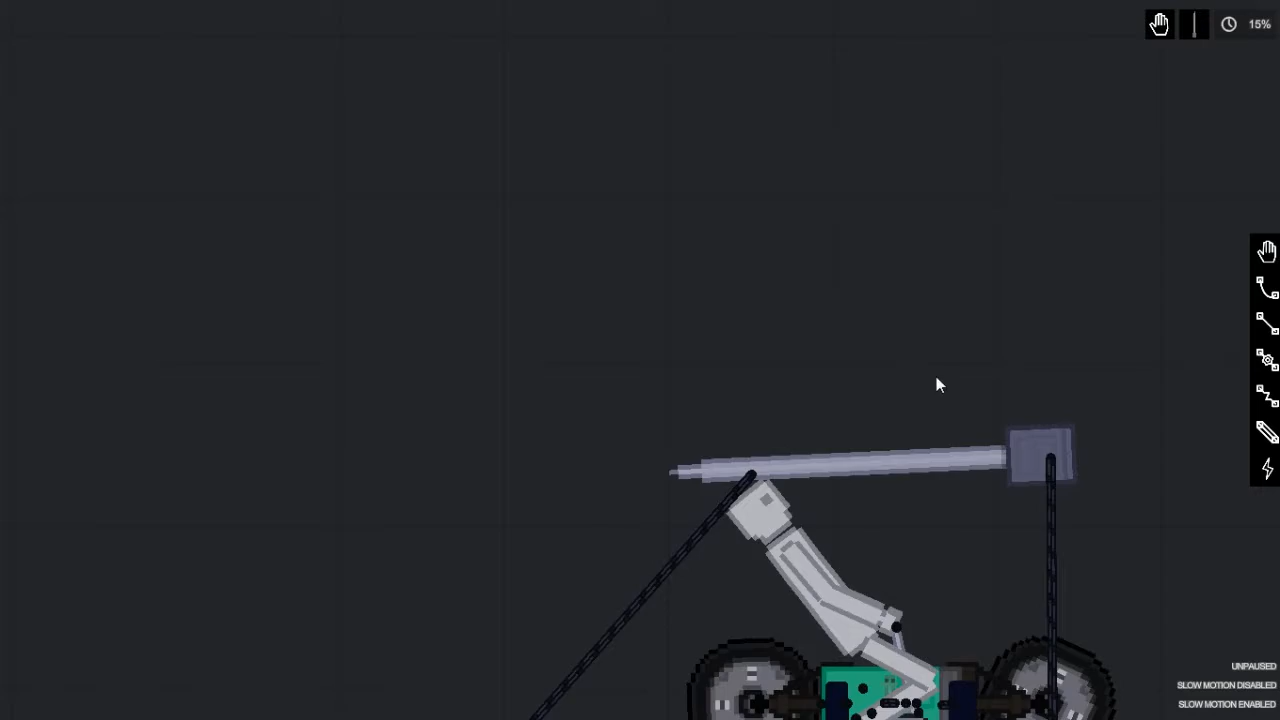 15%
UNPAUSED
SLOW MOTION DISABLED
SLOW MOTION ENABLED